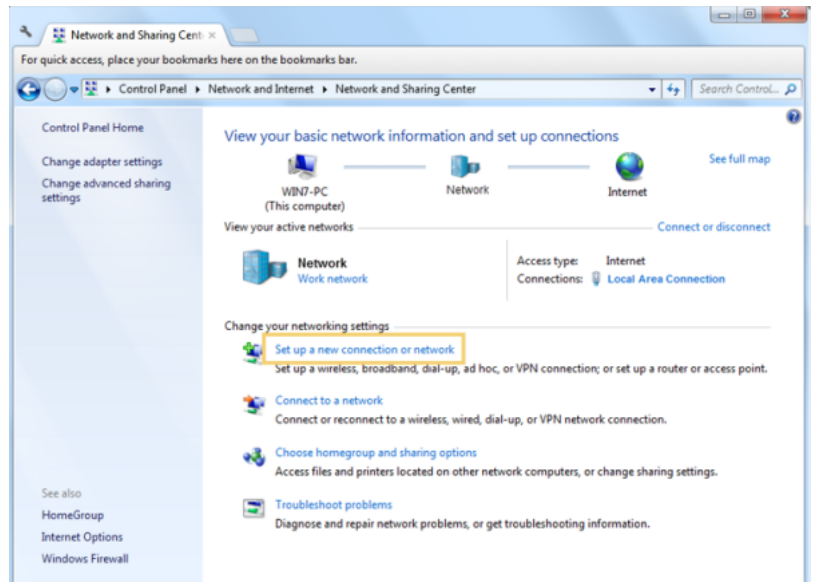 Network and Sharing Cent
For quick access, place your bookmarks here on the bookmarks bar.
Control Panel Network and Internet Network and Sharing Center
Search Control...
Control Panel Home
Change adapter settings
Change advanced sharing
settings
View your basic network information and set up connections
See full map
WIN7-PC
(This computer)
Network
Internet
View your active networks
Connect or disconnect
Network
Work network
Access type: Internet
Connections: Local Area Connection
Change your networking settings
Set up a new connection or network
Set up a wireless, broadband, dial-up, ad hoc, or VPN connection; or set up a router or access point.
Connect to a network
Connect or reconnect to a wireless, wired, dial-up, or VPN network connection.
Choose homegroup and sharing options
Access files and printers located on other network computers, or change sharing settings.
Troubleshoot problems
Diagnose and repair network problems, or get troubleshooting information.
See also
HomeGroup
Internet Options
Windows Firewall